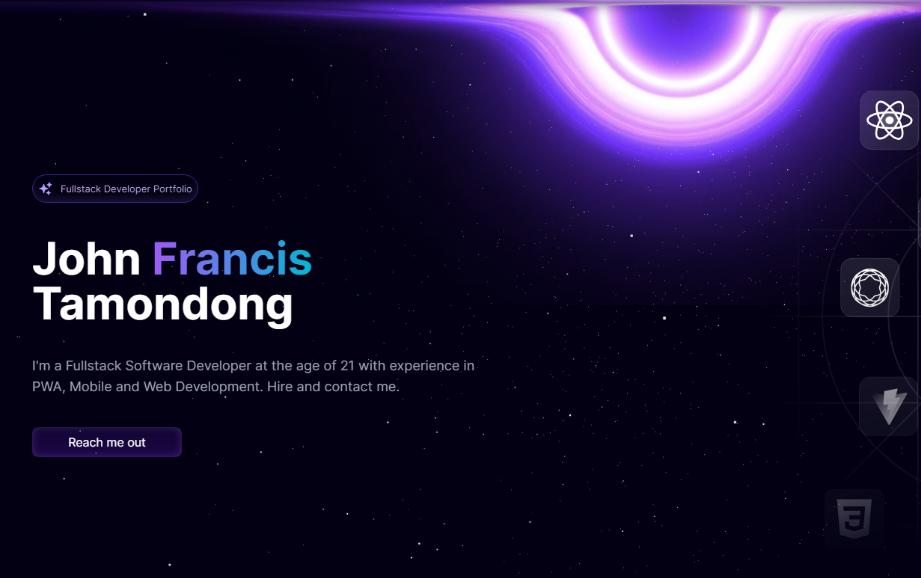 Fullstack Developer Portfolio
John Francis
Tamondong
I'm a Fullstack Software Developer at the age of 21 with experience in
PWA, Mobile and Web Development. Hire and contact me.
Reach me out